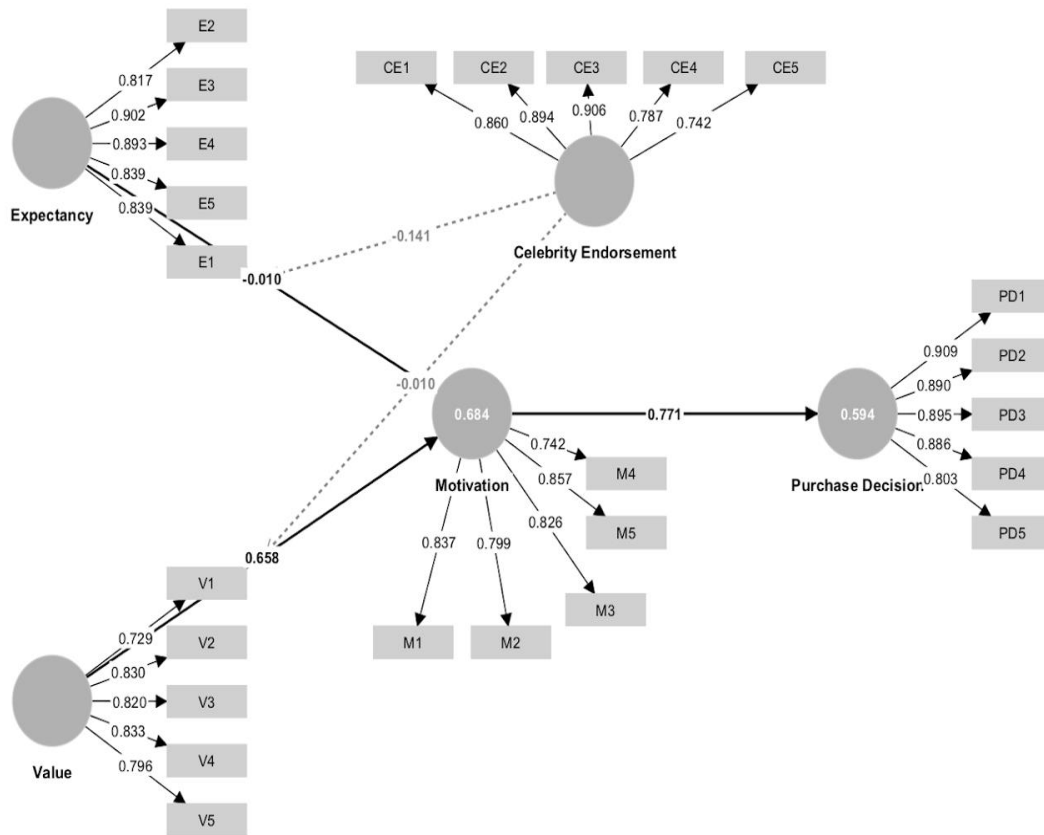 E2
0.817
E3
0.902
0.893
E4
0.839
E5
0.839
Expectancy
E1
CE1
CE2
CE3
CE4
CE5
0.860
0.894
0.906
0.787
0.742
Celebrity Endorsement
-0.141
-0.010
-0.010
0.684
Motivation
0.771
0.594
Purchase Decision
PD1
0.909
PD2
0.890
0.895
PD3
0.886
PD4
0.803
PD5
0.742
M4
0.857
M5
0.826
0.837
0.799
M3
M1
M2
0.658
V1
0.729
V2
0.830
0.820
V3
0.833
V4
0.796
Value
V5